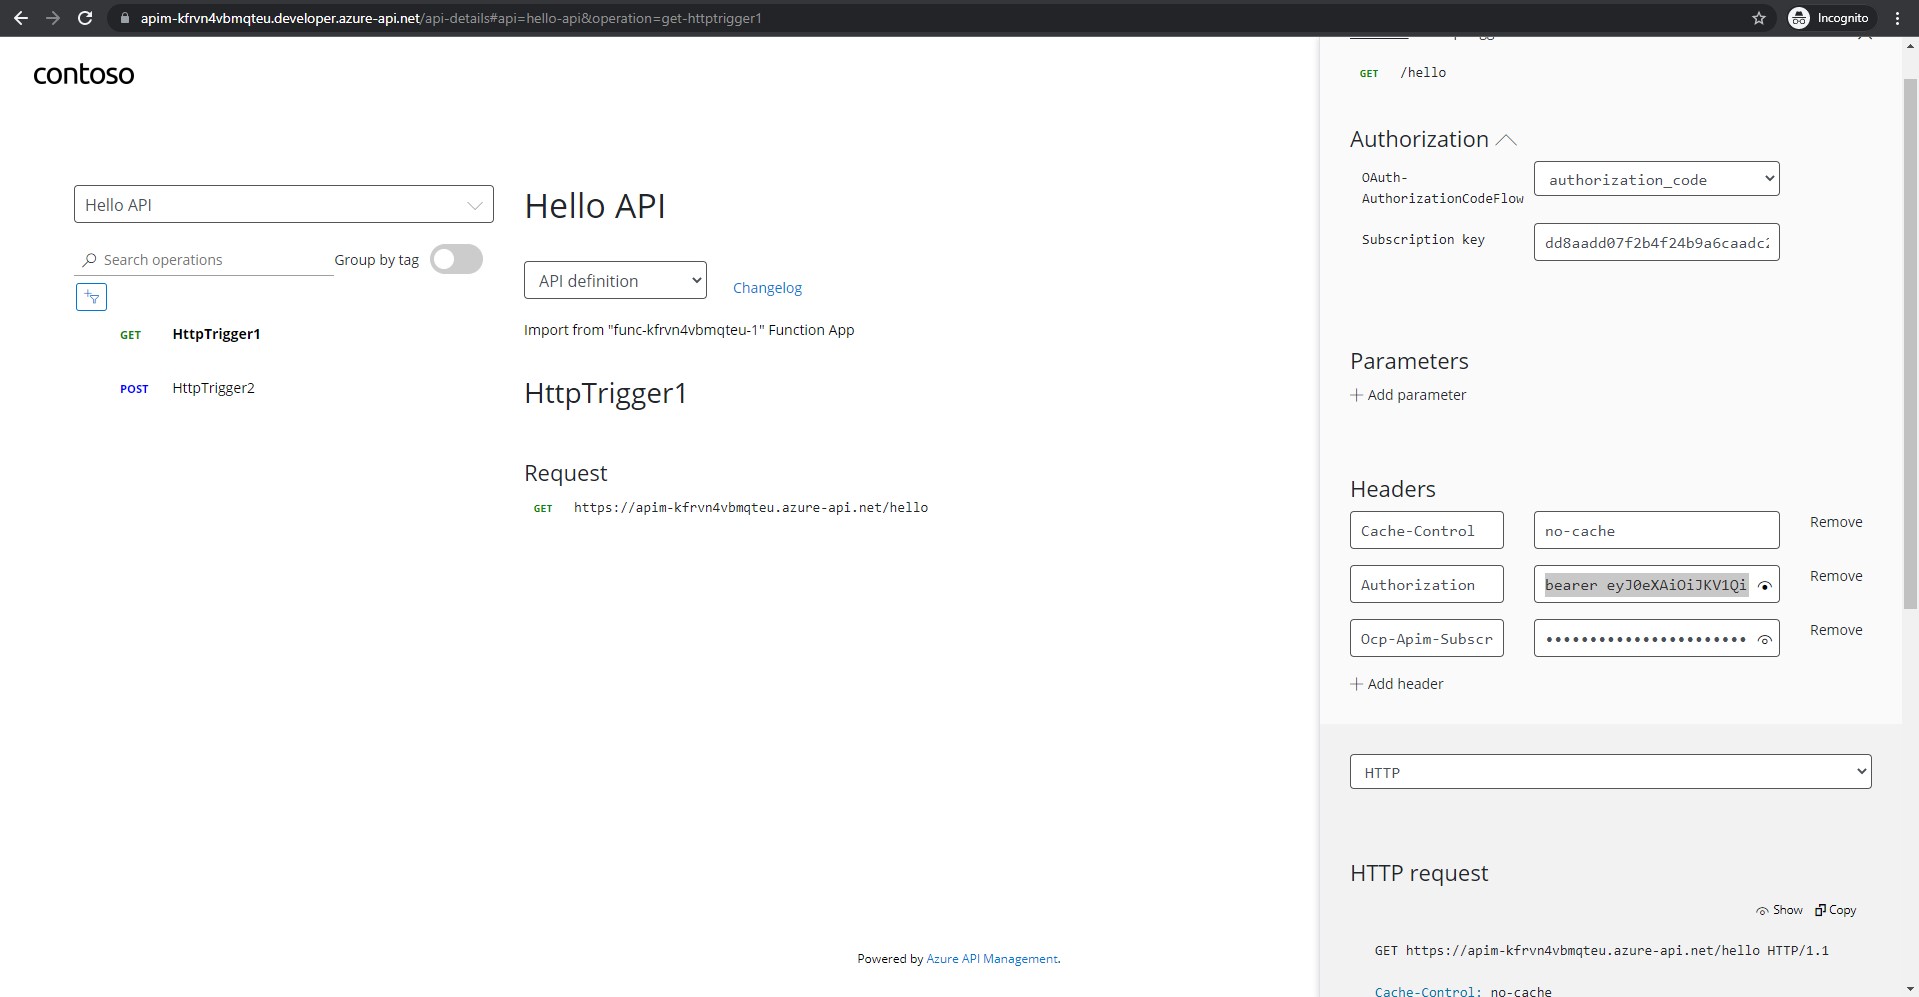 apim-kfrvn4vbmqteu.developer.azure-api.net/api-details#api=hello-api&operation=get-httptrigger1
Incognito
contoso
Hello API
Search operations
Group by tag
GET HttpTrigger1
POST HttpTrigger2
Hello API
API definition
Changelog
Import from "func-kfrvn4vbmqteu-1" Function App
HttpTrigger1
Request
GET https://apim-kfrvn4vbmqteu.azure-api.net/hello
Powered by Azure API Management.
GET /hello
Authorization
OAuth-
AuthorizationCodeFlow
authorization_code
Subscription key
dd8aadd07f2b4f24b9a6caadc2
Parameters
Add parameter
Headers
Cache-Control no-cache Remove
Authorization bearer eyJ0eXAiOiJKV1Qi Remove
Ocp-Apim-Subscr ••••••••••••••••••••••• Remove
Add header
HTTP
HTTP request
Show Copy
GET https://apim-kfrvn4vbmqteu.azure-api.net/hello HTTP/1.1
Cache-Control: no-cache